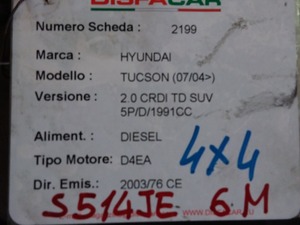 DISPACAR
Numero Scheda : 2199
Marca : HYUNDAI
Modello : TUCSON (07/04>)
Versione : 2.0 CRDI TD SUV
5P/D/1991CC
Aliment. : DIESEL
Tipo Motore: D4EA
4X4
Dir. Emis.: 2003/76 CE
S514JE 6.M